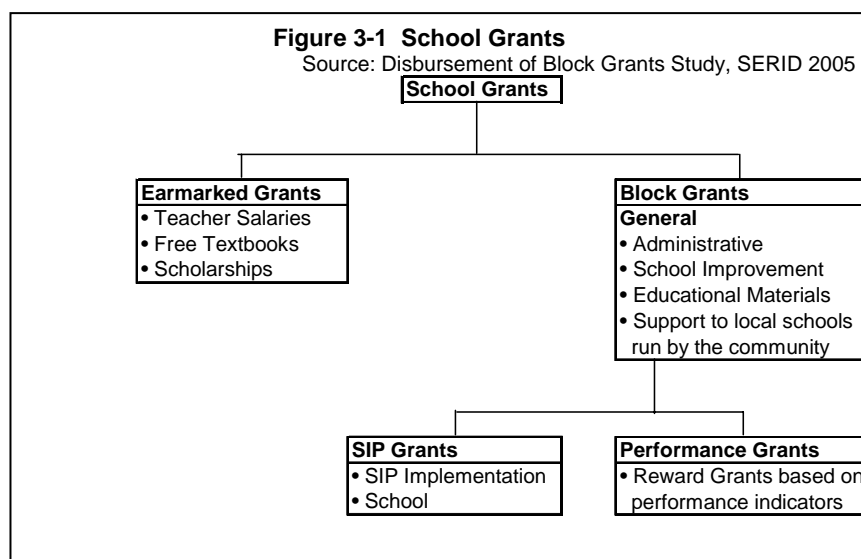 Figure 3-1 School Grants
Source: Disbursement of Block Grants Study, SERID 2005
School Grants
Earmarked Grants
• Teacher Salaries
• Free Textbooks
• Scholarships
Block Grants
General
• Administrative
• School Improvement
• Educational Materials
• Support to local schools
run by the community
SIP Grants
• SIP Implementation
• School
Performance Grants
• Reward Grants based on
performance indicators